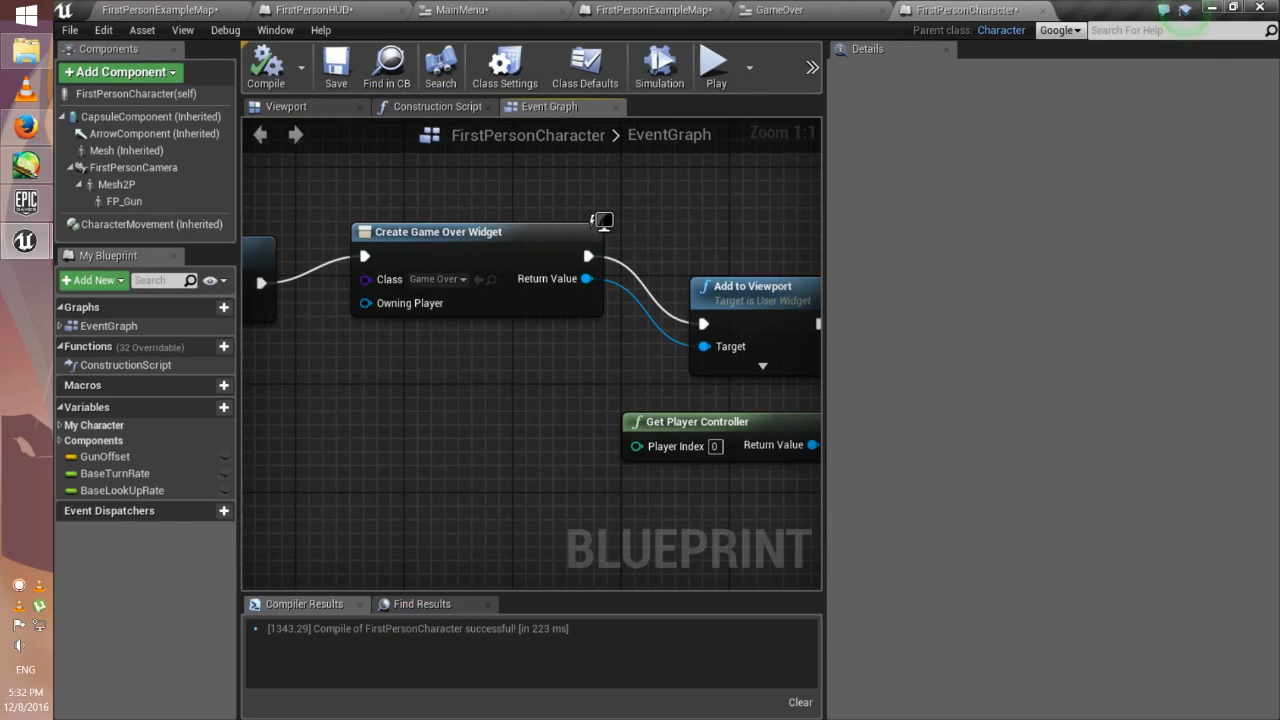 FirstPersonExampleMap*
FirstPersonHUD*
MainMenu*
FirstPersonExampleMap*
GameOver
FirstPersonCharacter*
File Edit Asset View Debug Window Help
Parent class: Character
Google
Search For Help
Components
Add Component
FirstPersonCharacter(self)
CapsuleComponent (Inherited)
ArrowComponent (Inherited)
Mesh (Inherited)
FirstPersonCamera
Mesh2P
FP_Gun
CharacterMovement (Inherited)
My Blueprint
Add New
Search
Graphs
EventGraph
Functions (32 Overridable)
ConstructionScript
Macros
Variables
My Character
Components
GunOffset
BaseTurnRate
BaseLookUpRate
Event Dispatchers
Compile
Save
Find in CB
Search
Class Settings
Class Defaults
Simulation
Play
Viewport
Construction Script
Event Graph
FirstPersonCharacter > EventGraph
Zoom 1:1
Create Game Over Widget
Class Game Over
Return Value
Owning Player
Add to Viewport
Target is User Widget
Target
Get Player Controller
Player Index 0
Return Value
BLUEPRINT
Compiler Results
Find Results
[1343.29] Compile of FirstPersonCharacter successful! [in 223 ms]
Clear
Details
EPIC GAMES
ENG
5:32 PM
12/8/2016